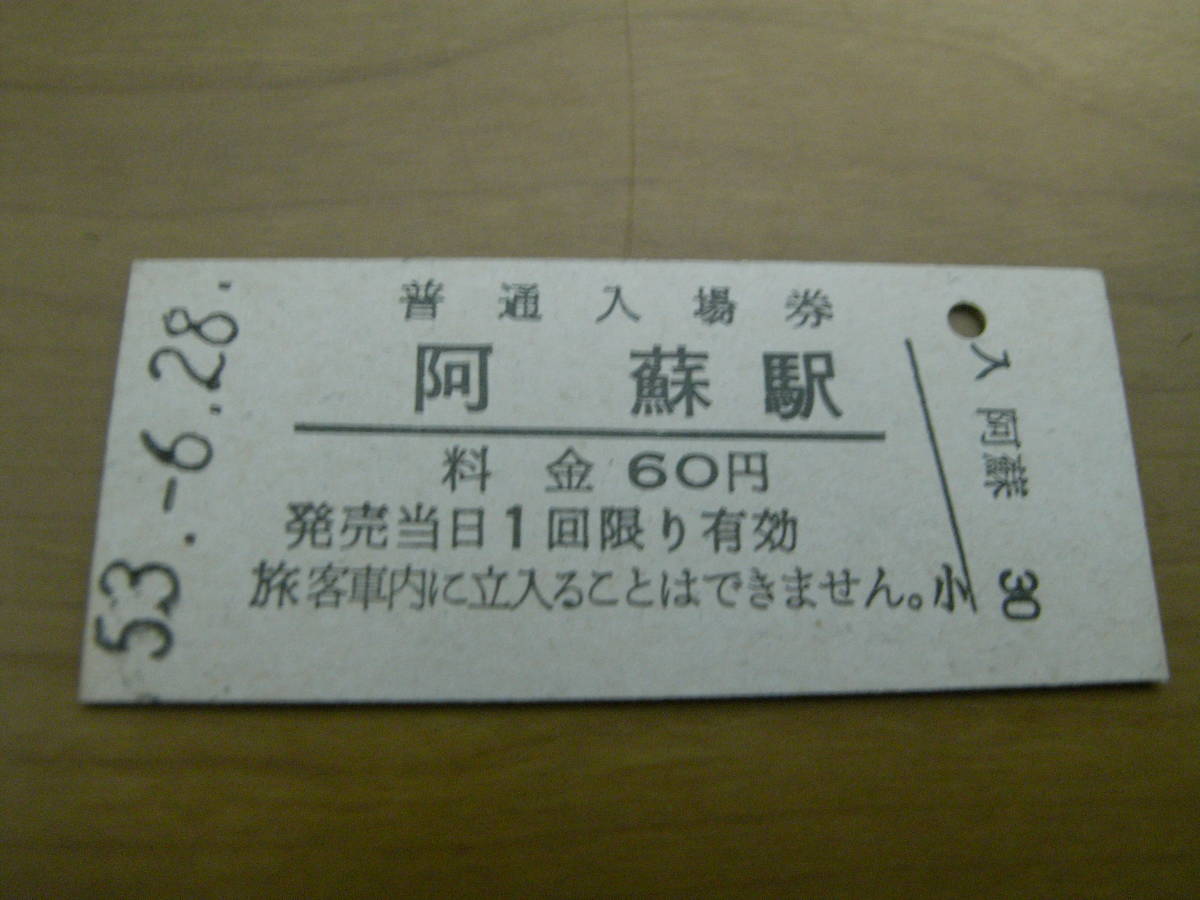 53.-6.28.
普通入場券
阿蘇駅
料金 60円
発売当日1回限り有効
旅客車内に立入ることはできません。
小
入 阿蘇
30